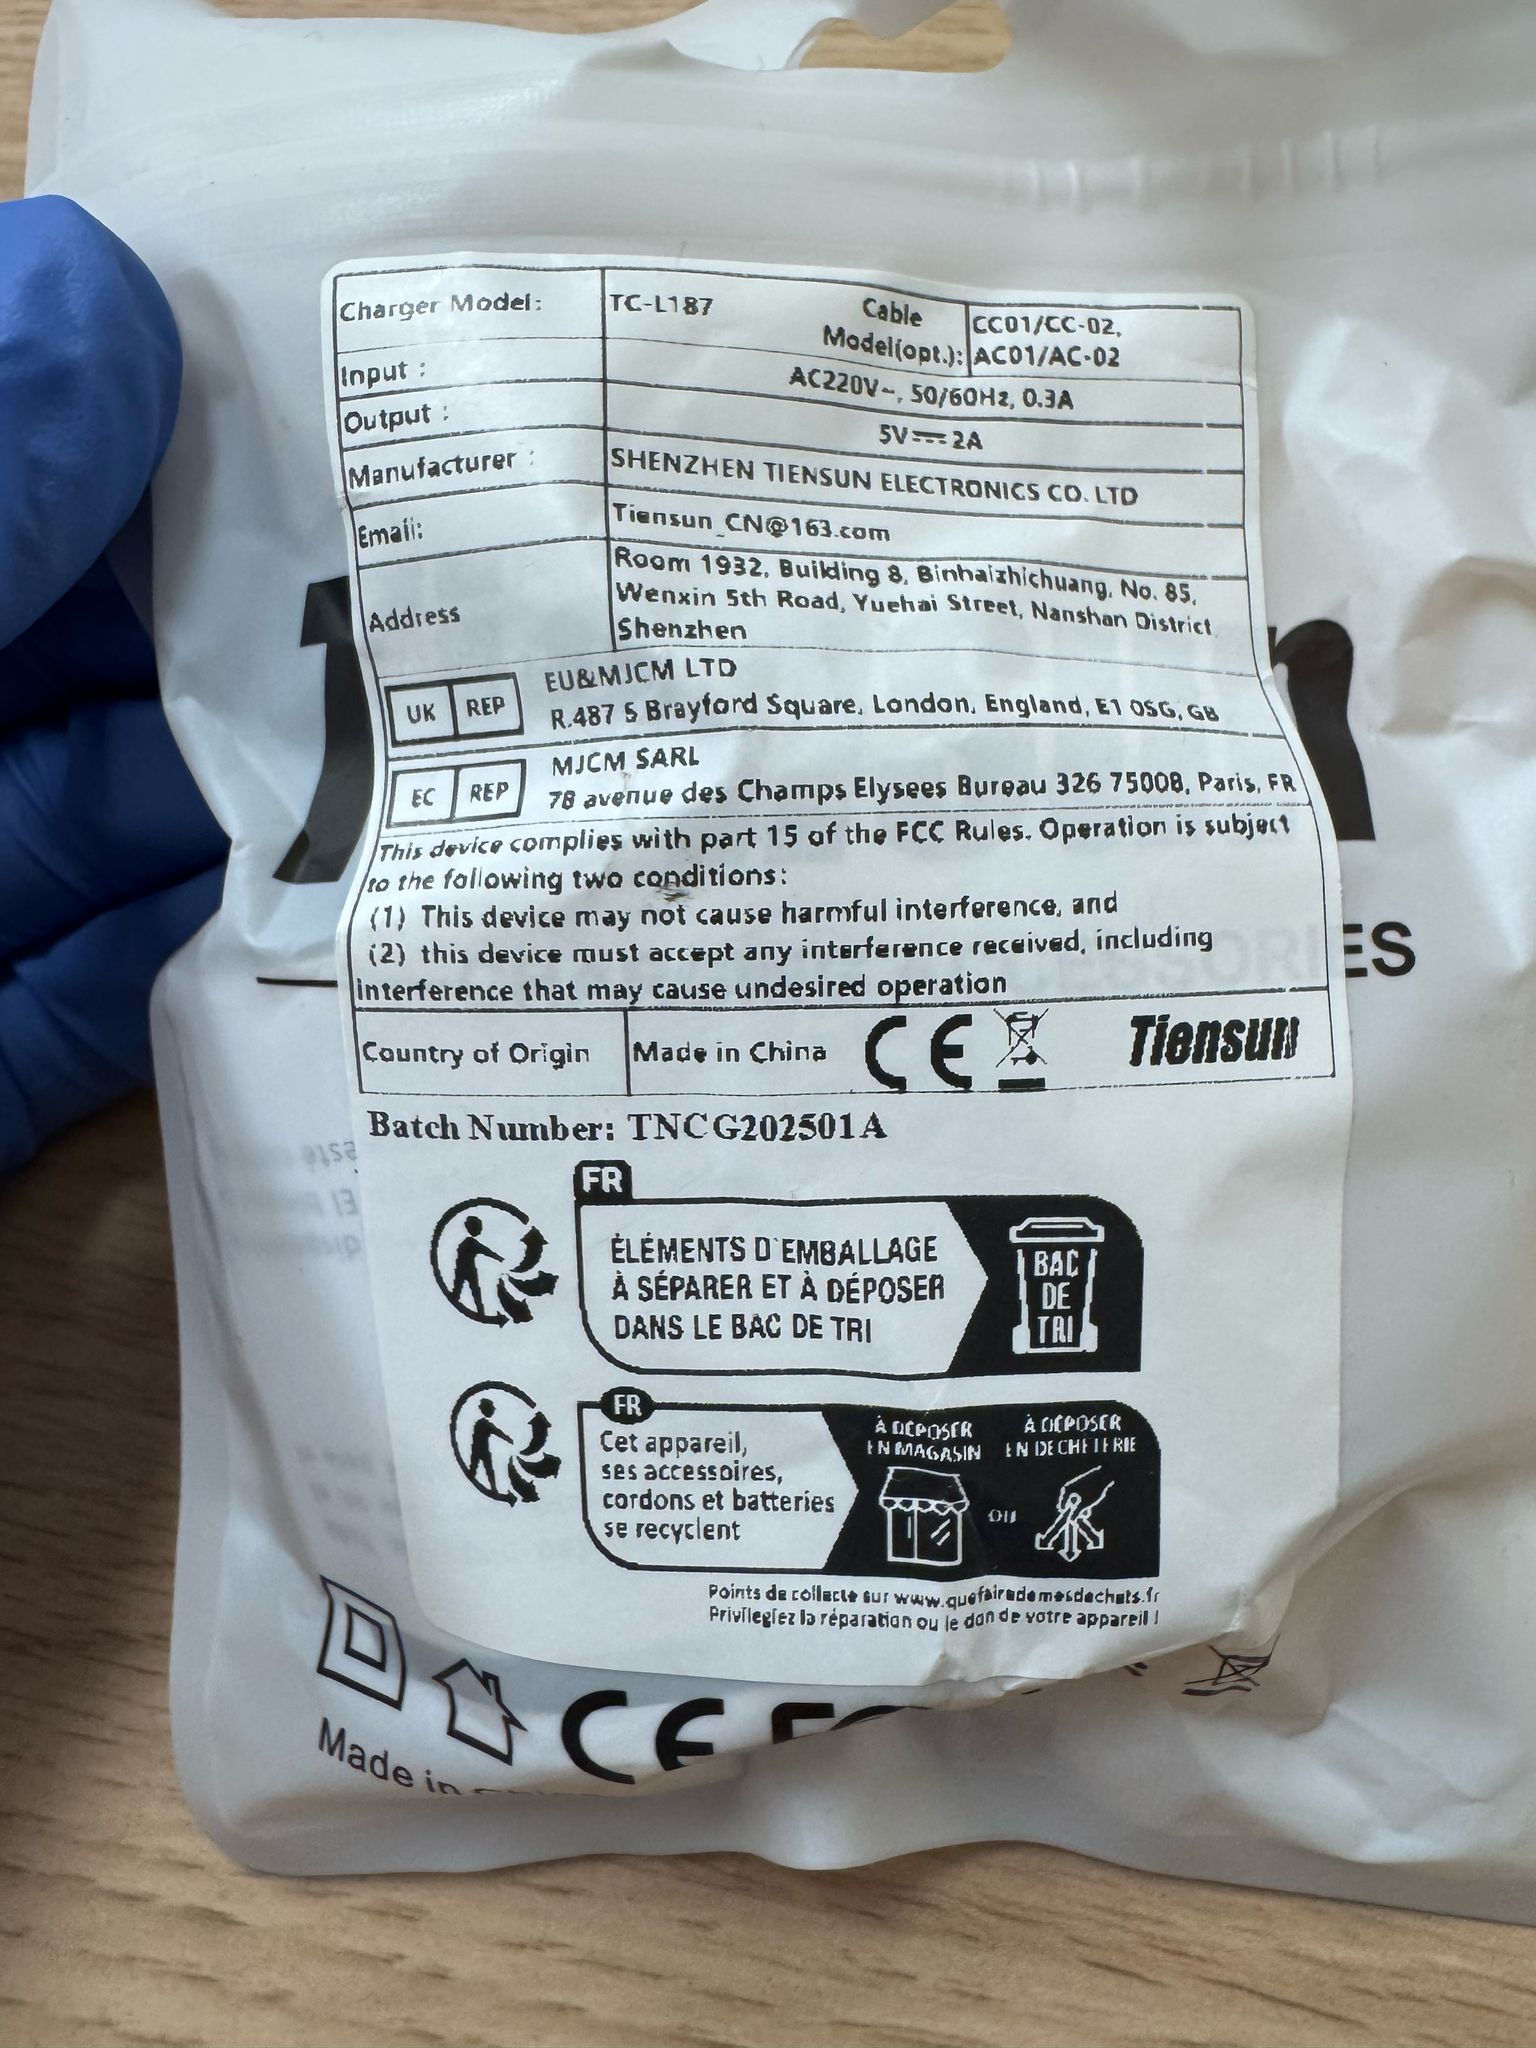 Charger Model: TC-L187 Cable Model(opt.): CC01/CC-02, AC01/AC-02
Input : AC220V~, 50/60Hz, 0.3A
Output : 5V⎓2A
Manufacturer : SHENZHEN TIENSUN ELECTRONICS CO. LTD
Email: Tiensun_CN@163.com
Address Room 1932, Building 8, Binhaizhichuang, No. 85,
Wenxin 5th Road, Yuehai Street, Nanshan District
Shenzhen
UK REP EU&MJCM LTD
R.487 5 Brayford Square, London, England, E1 0SG, GB
EC REP MJCM SARL
78 avenue des Champs Elysees Bureau 326 75008, Paris, FR
This device complies with part 15 of the FCC Rules. Operation is subject
to the following two conditions:
(1) This device may not cause harmful interference, and
(2) this device must accept any interference received, including
interference that may cause undesired operation
Country of Origin Made in China CE Tiensun
Batch Number: TNCG202501A
FR
ÉLÉMENTS D'EMBALLAGE
À SÉPARER ET À DÉPOSER
DANS LE BAC DE TRI
BAC
DE
TRI
FR
Cet appareil,
ses accessoires,
cordons et batteries
se recyclent
À DÉPOSER
EN MAGASIN
OU
À DÉPOSER
EN DÉCHÈTERIE
Points de collecte sur www.quefairedemesdechets.fr
Privilégiez la réparation ou le don de votre appareil !
CE
Made in